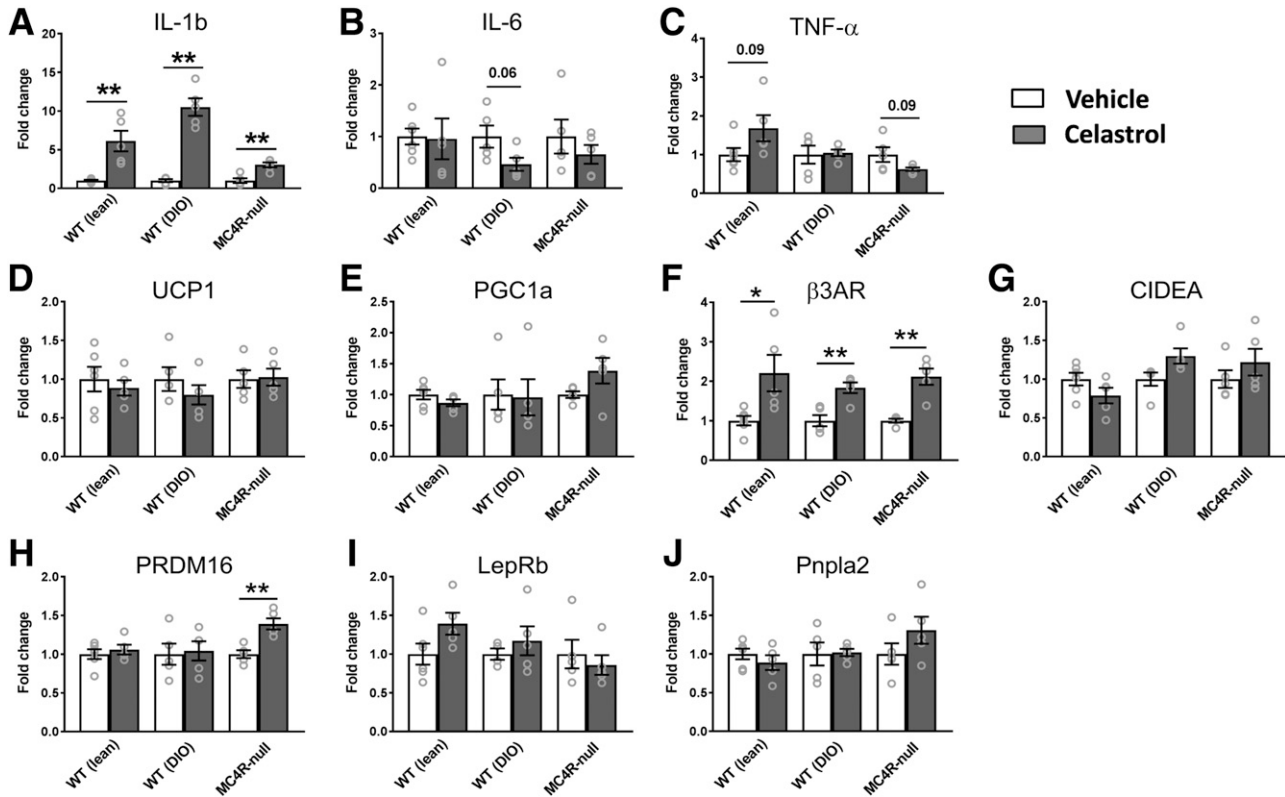 A
IL-1b
Fold change
20
15
10
5
0
**
**
**
WT (lean)
WT (DIO)
MC4R-null
B
IL-6
Fold change
3
2
1
0
0.06
WT (lean)
WT (DIO)
MC4R-null
C
TNF-α
Fold change
4
3
2
1
0
0.09
0.09
WT (lean)
WT (DIO)
MC4R-null
Vehicle
Celastrol
D
UCP1
Fold change
2.0
1.5
1.0
0.5
0.0
WT (lean)
WT (DIO)
MC4R-null
E
PGC1a
Fold change
2.5
2.0
1.5
1.0
0.5
0.0
WT (lean)
WT (DIO)
MC4R-null
F
β3AR
Fold change
4
3
2
1
0
*
**
**
WT (lean)
WT (DIO)
MC4R-null
G
CIDEA
Fold change
2.0
1.5
1.0
0.5
0.0
WT (lean)
WT (DIO)
MC4R-null
H
PRDM16
Fold change
2.0
1.5
1.0
0.5
0.0
**
WT (lean)
WT (DIO)
MC4R-null
I
LepRb
Fold change
2.0
1.5
1.0
0.5
0.0
WT (lean)
WT (DIO)
MC4R-null
J
Pnpla2
Fold change
2.0
1.5
1.0
0.5
0.0
WT (lean)
WT (DIO)
MC4R-null